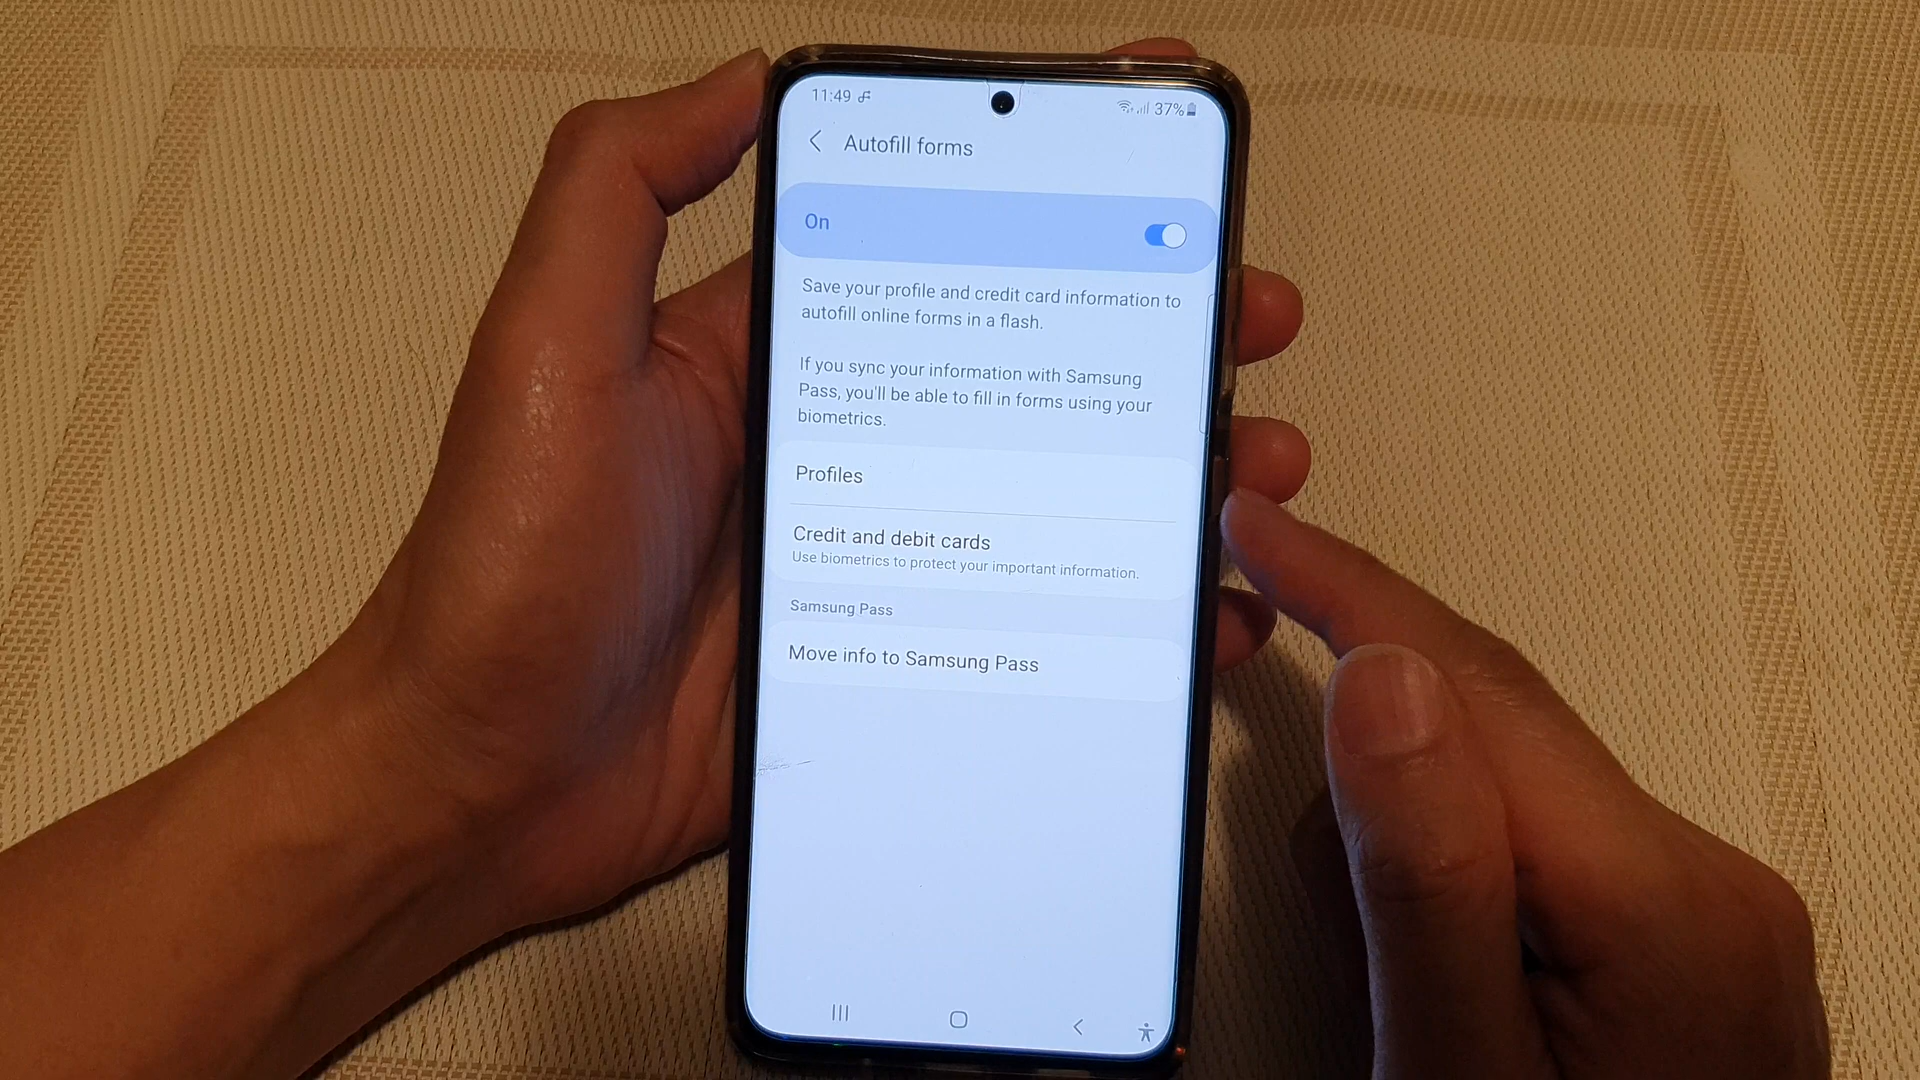 11:49
37%
Autofill forms
On
Save your profile and credit card information to
autofill online forms in a flash.
If you sync your information with Samsung
Pass, you'll be able to fill in forms using your
biometrics.
Profiles
Credit and debit cards
Use biometrics to protect your important information.
Samsung Pass
Move info to Samsung Pass